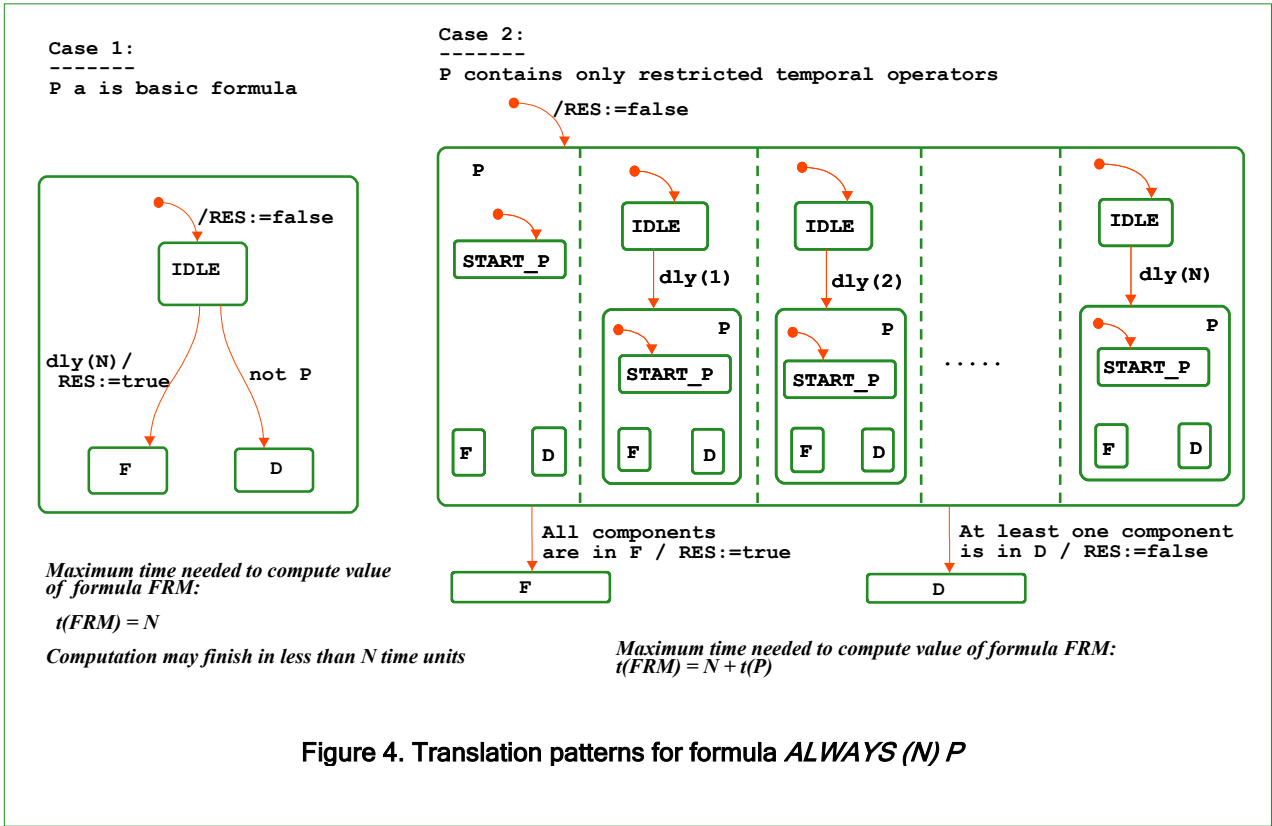 Case 1:
-------
P a is basic formula
/RES:=false
IDLE
dly(N)/
RES:=true
not P
F
D
Maximum time needed to compute value
of formula FRM:
t(FRM) = N
Computation may finish in less than N time units
Case 2:
-------
P contains only restricted temporal operators
/RES:=false
P
START_P
F
D
IDLE
dly(1)
P
START_P
F
D
IDLE
dly(2)
P
START_P
F
D
.....
IDLE
dly(N)
P
START_P
F
D
All components
are in F / RES:=true
F
At least one component
is in D / RES:=false
D
Maximum time needed to compute value of formula FRM:
t(FRM) = N + t(P)
Figure 4. Translation patterns for formula ALWAYS (N) P